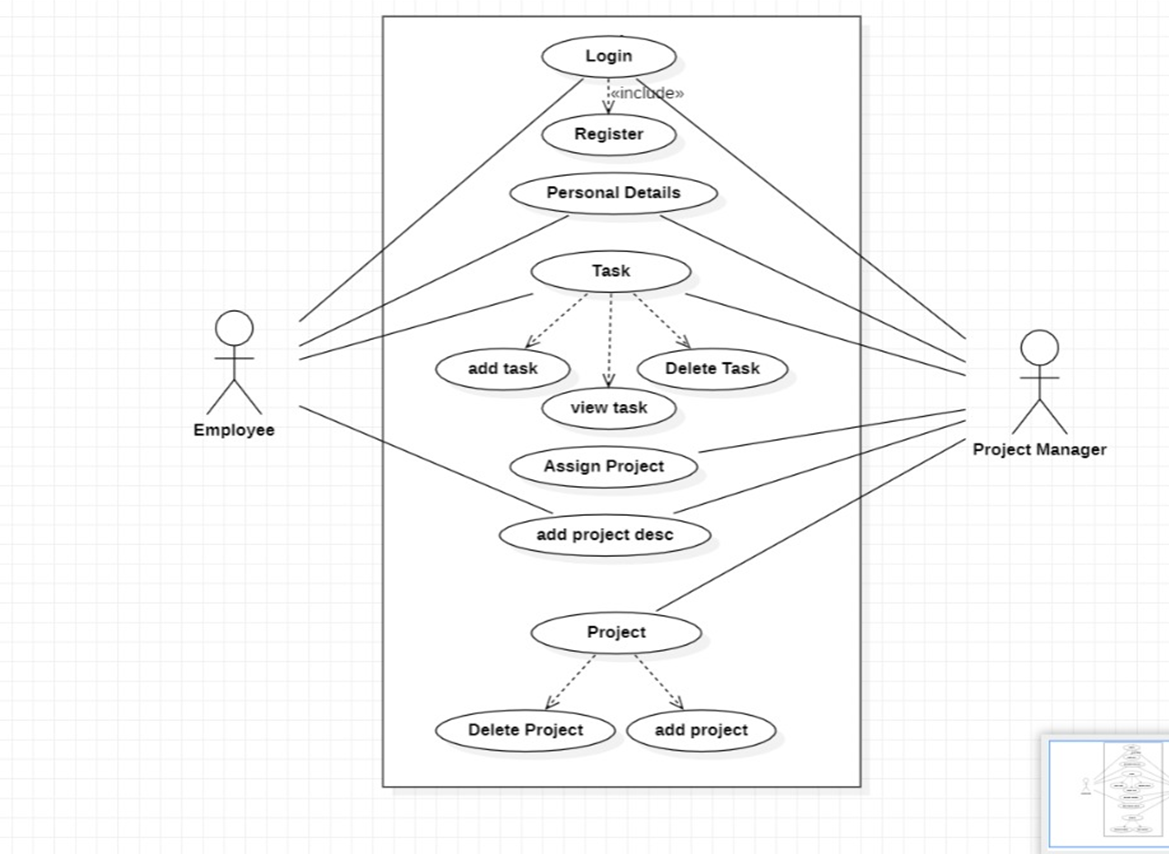 Login
«include»
Register
Personal Details
Task
add task
Delete Task
view task
Employee
Project Manager
Assign Project
add project desc
Project
Delete Project
add project